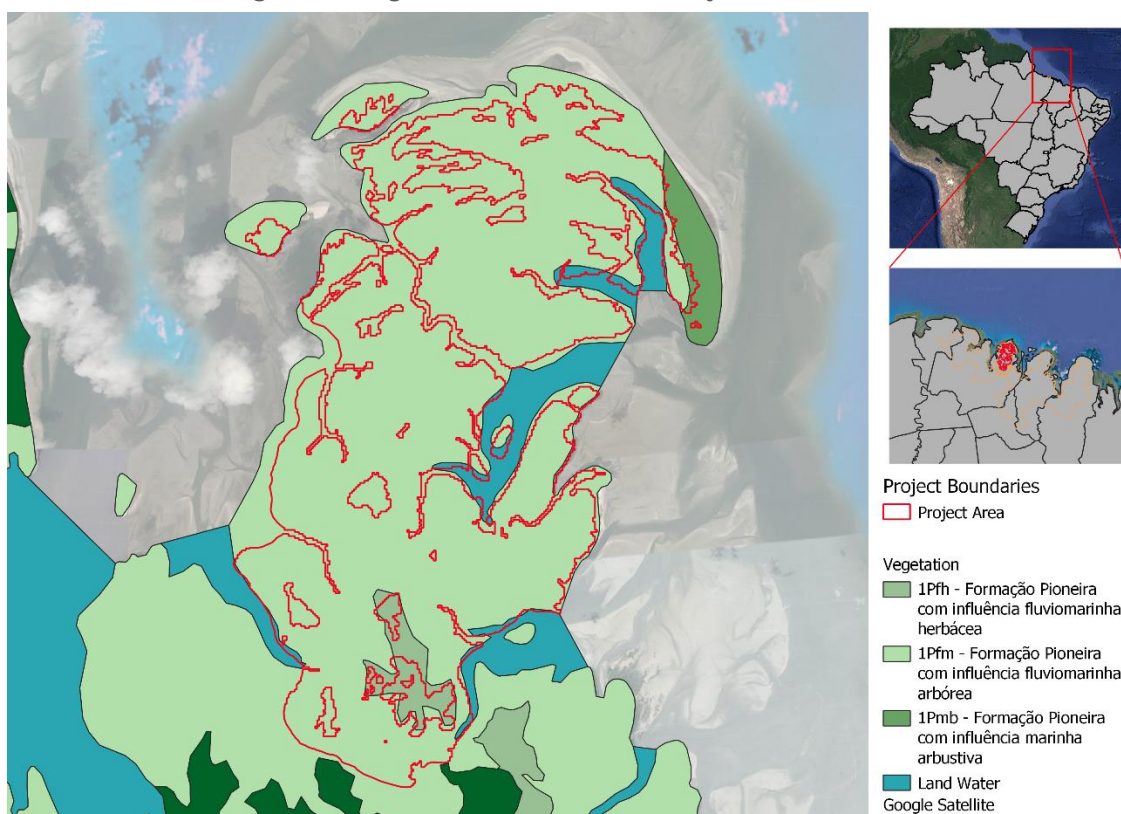 Project Boundaries
Project Area
Vegetation
1Pfh - Formação Pioneira
com influência fluviomarinha
herbácea
1Pfm - Formação Pioneira
com influência fluviomarinha
arbórea
1Pmb - Formação Pioneira
com influência marinha
arbustiva
Land Water
Google Satellite